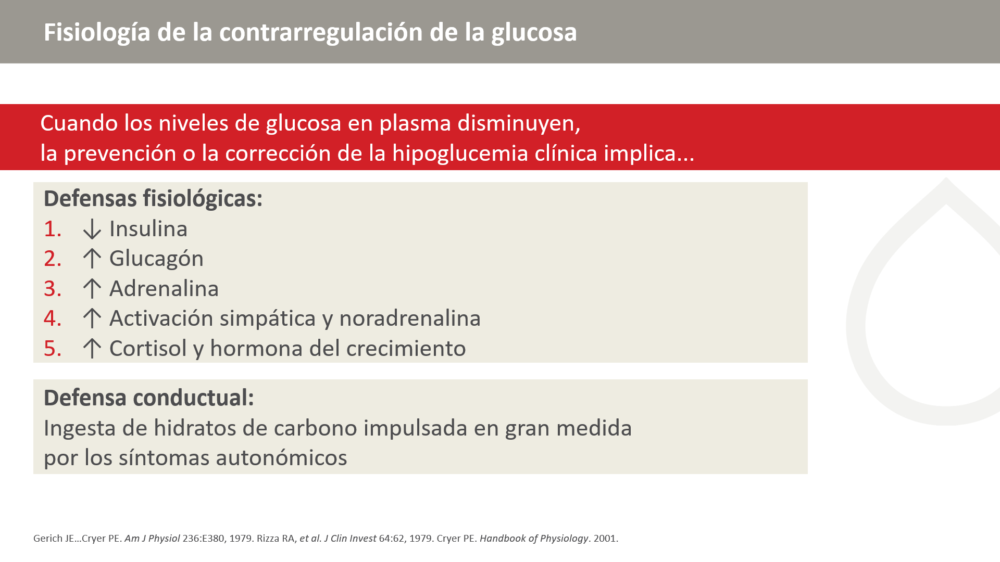 Fisiología de la contrarregulación de la glucosa
Cuando los niveles de glucosa en plasma disminuyen,
la prevención o la corrección de la hipoglucemia clínica implica...
Defensas fisiológicas:
1. ↓ Insulina
2. ↑ Glucagón
3. ↑ Adrenalina
4. ↑ Activación simpática y noradrenalina
5. ↑ Cortisol y hormona del crecimiento
Defensa conductual:
Ingesta de hidratos de carbono impulsada en gran medida
por los síntomas autonómicos
Gerich JE…Cryer PE. Am J Physiol 236:E380, 1979. Rizza RA, et al. J Clin Invest 64:62, 1979. Cryer PE. Handbook of Physiology. 2001.